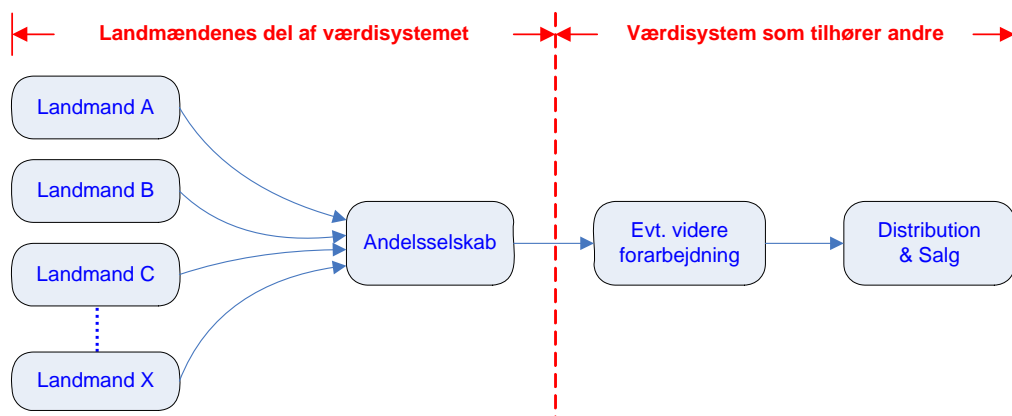 Landmændenes del af værdisystemet
Værdisystem som tilhører andre
Landmand A
Landmand B
Landmand C
Landmand X
Andelsselskab
Evt. videre
forarbejdning
Distribution
& Salg